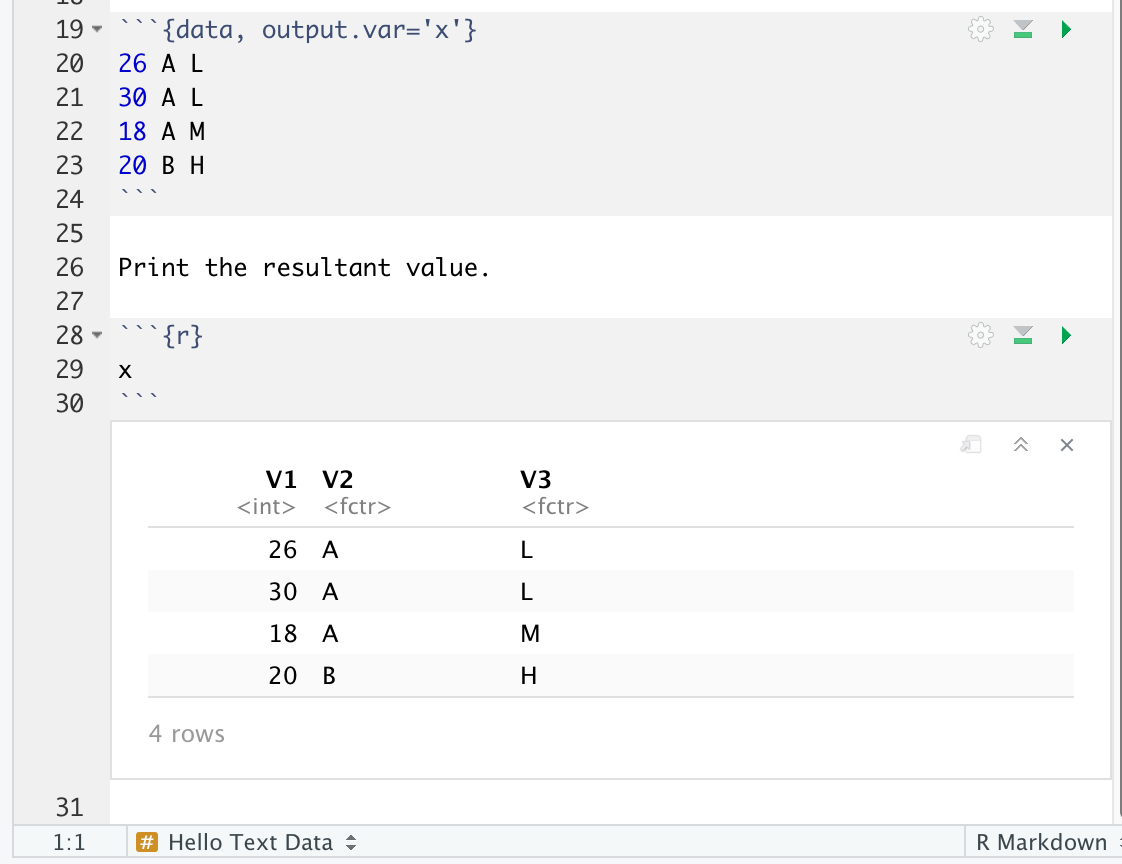 19 ```{data, output.var='x'}
20 26 A L
21 30 A L
22 18 A M
23 20 B H
24 ```
25
26 Print the resultant value.
27
28 ```{r}
29 x
30 ```
V1 V2 V3
<int> <fctr> <fctr>
26 A L
30 A L
18 A M
20 B H
4 rows
31
1:1 # Hello Text Data R Markdown